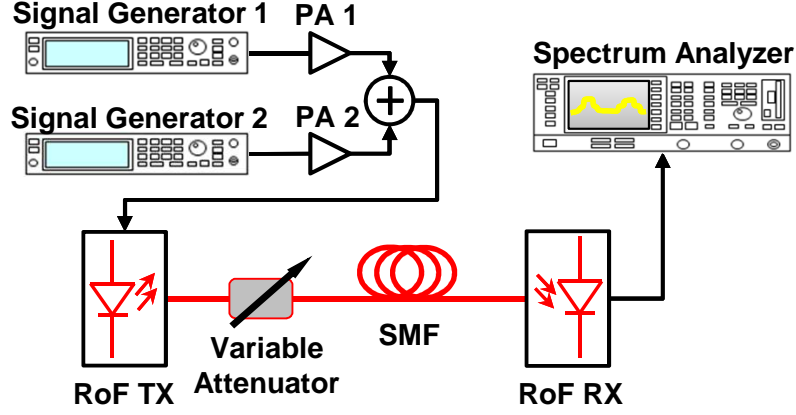 Signal Generator 1
PA 1
Spectrum Analyzer
Signal Generator 2
PA 2
SMF
Variable
Attenuator
RoF TX
RoF RX